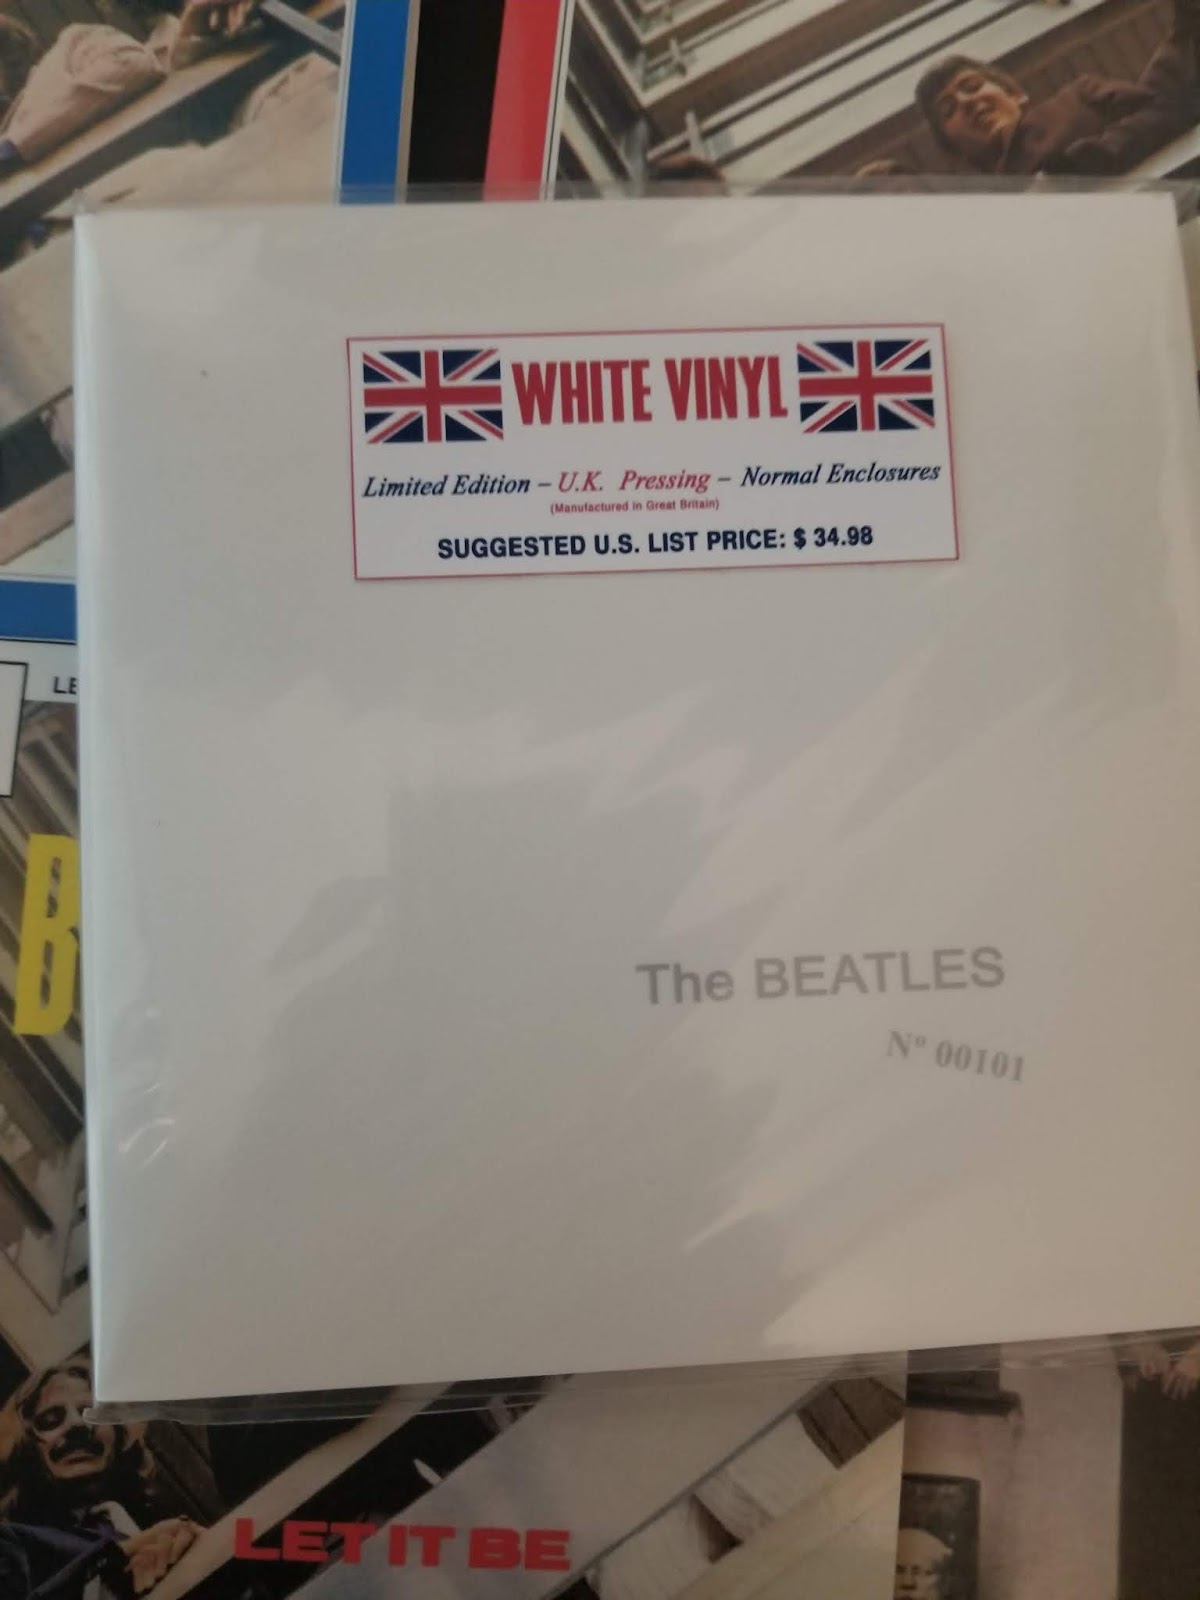 WHITE VINYL
Limited Edition – U.K. Pressing – Normal Enclosures
(Manufactured in Great Britain)
SUGGESTED U.S. LIST PRICE: $ 34.98
The BEATLES
Nº 00101
LET IT BE